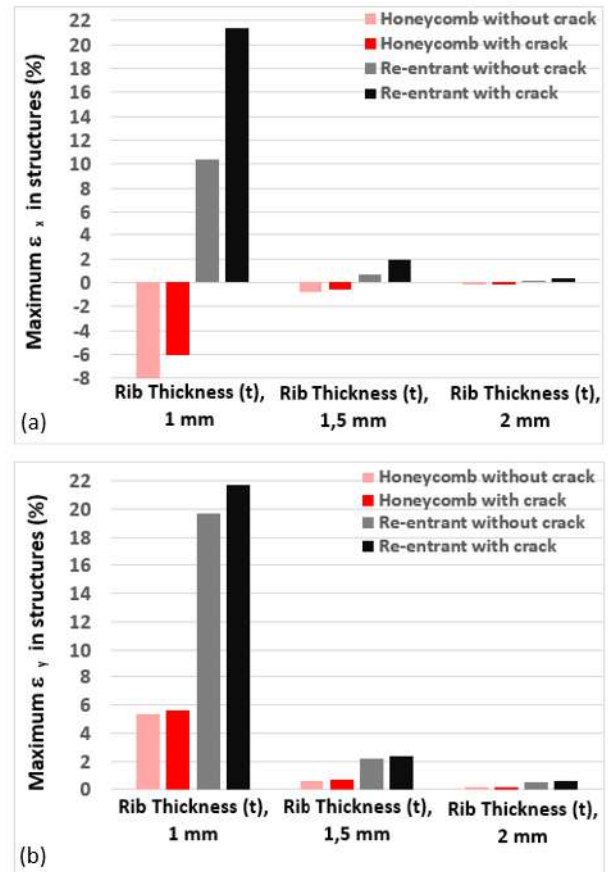 Maximum ε x in structures (%)
22
20
18
16
14
12
10
8
6
4
2
0
-2
-4
-6
-8
Honeycomb without crack
Honeycomb with crack
Re-entrant without crack
Re-entrant with crack
Rib Thickness (t),
1 mm
Rib Thickness (t),
1,5 mm
Rib Thickness (t),
2 mm
(a)
Maximum ε y in structures (%)
22
20
18
16
14
12
10
8
6
4
2
0
Honeycomb without crack
Honeycomb with crack
Re-entrant without crack
Re-entrant with crack
Rib Thickness (t),
1 mm
Rib Thickness (t),
1,5 mm
Rib Thickness (t),
2 mm
(b)